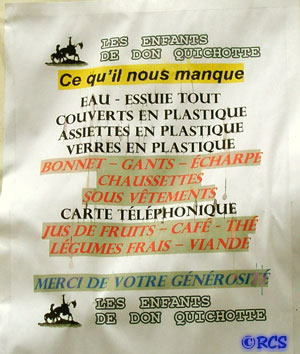 LES ENFANTS
DE DON QUICHOTTE
Ce qu'il nous manque
EAU - ESSUIE TOUT
COUVERTS EN PLASTIQUE
ASSIETTES EN PLASTIQUE
VERRES EN PLASTIQUE
BONNET – GANTS – ÉCHARPE
CHAUSSETTES
SOUS VÊTEMENTS
CARTE TÉLÉPHONIQUE
JUS DE FRUITS – CAFÉ – THÉ
LÉGUMES FRAIS – VIANDE
MERCI DE VOTRE GÉNÉROSITÉ
LES ENFANTS
DE DON QUICHOTTE
©RCS